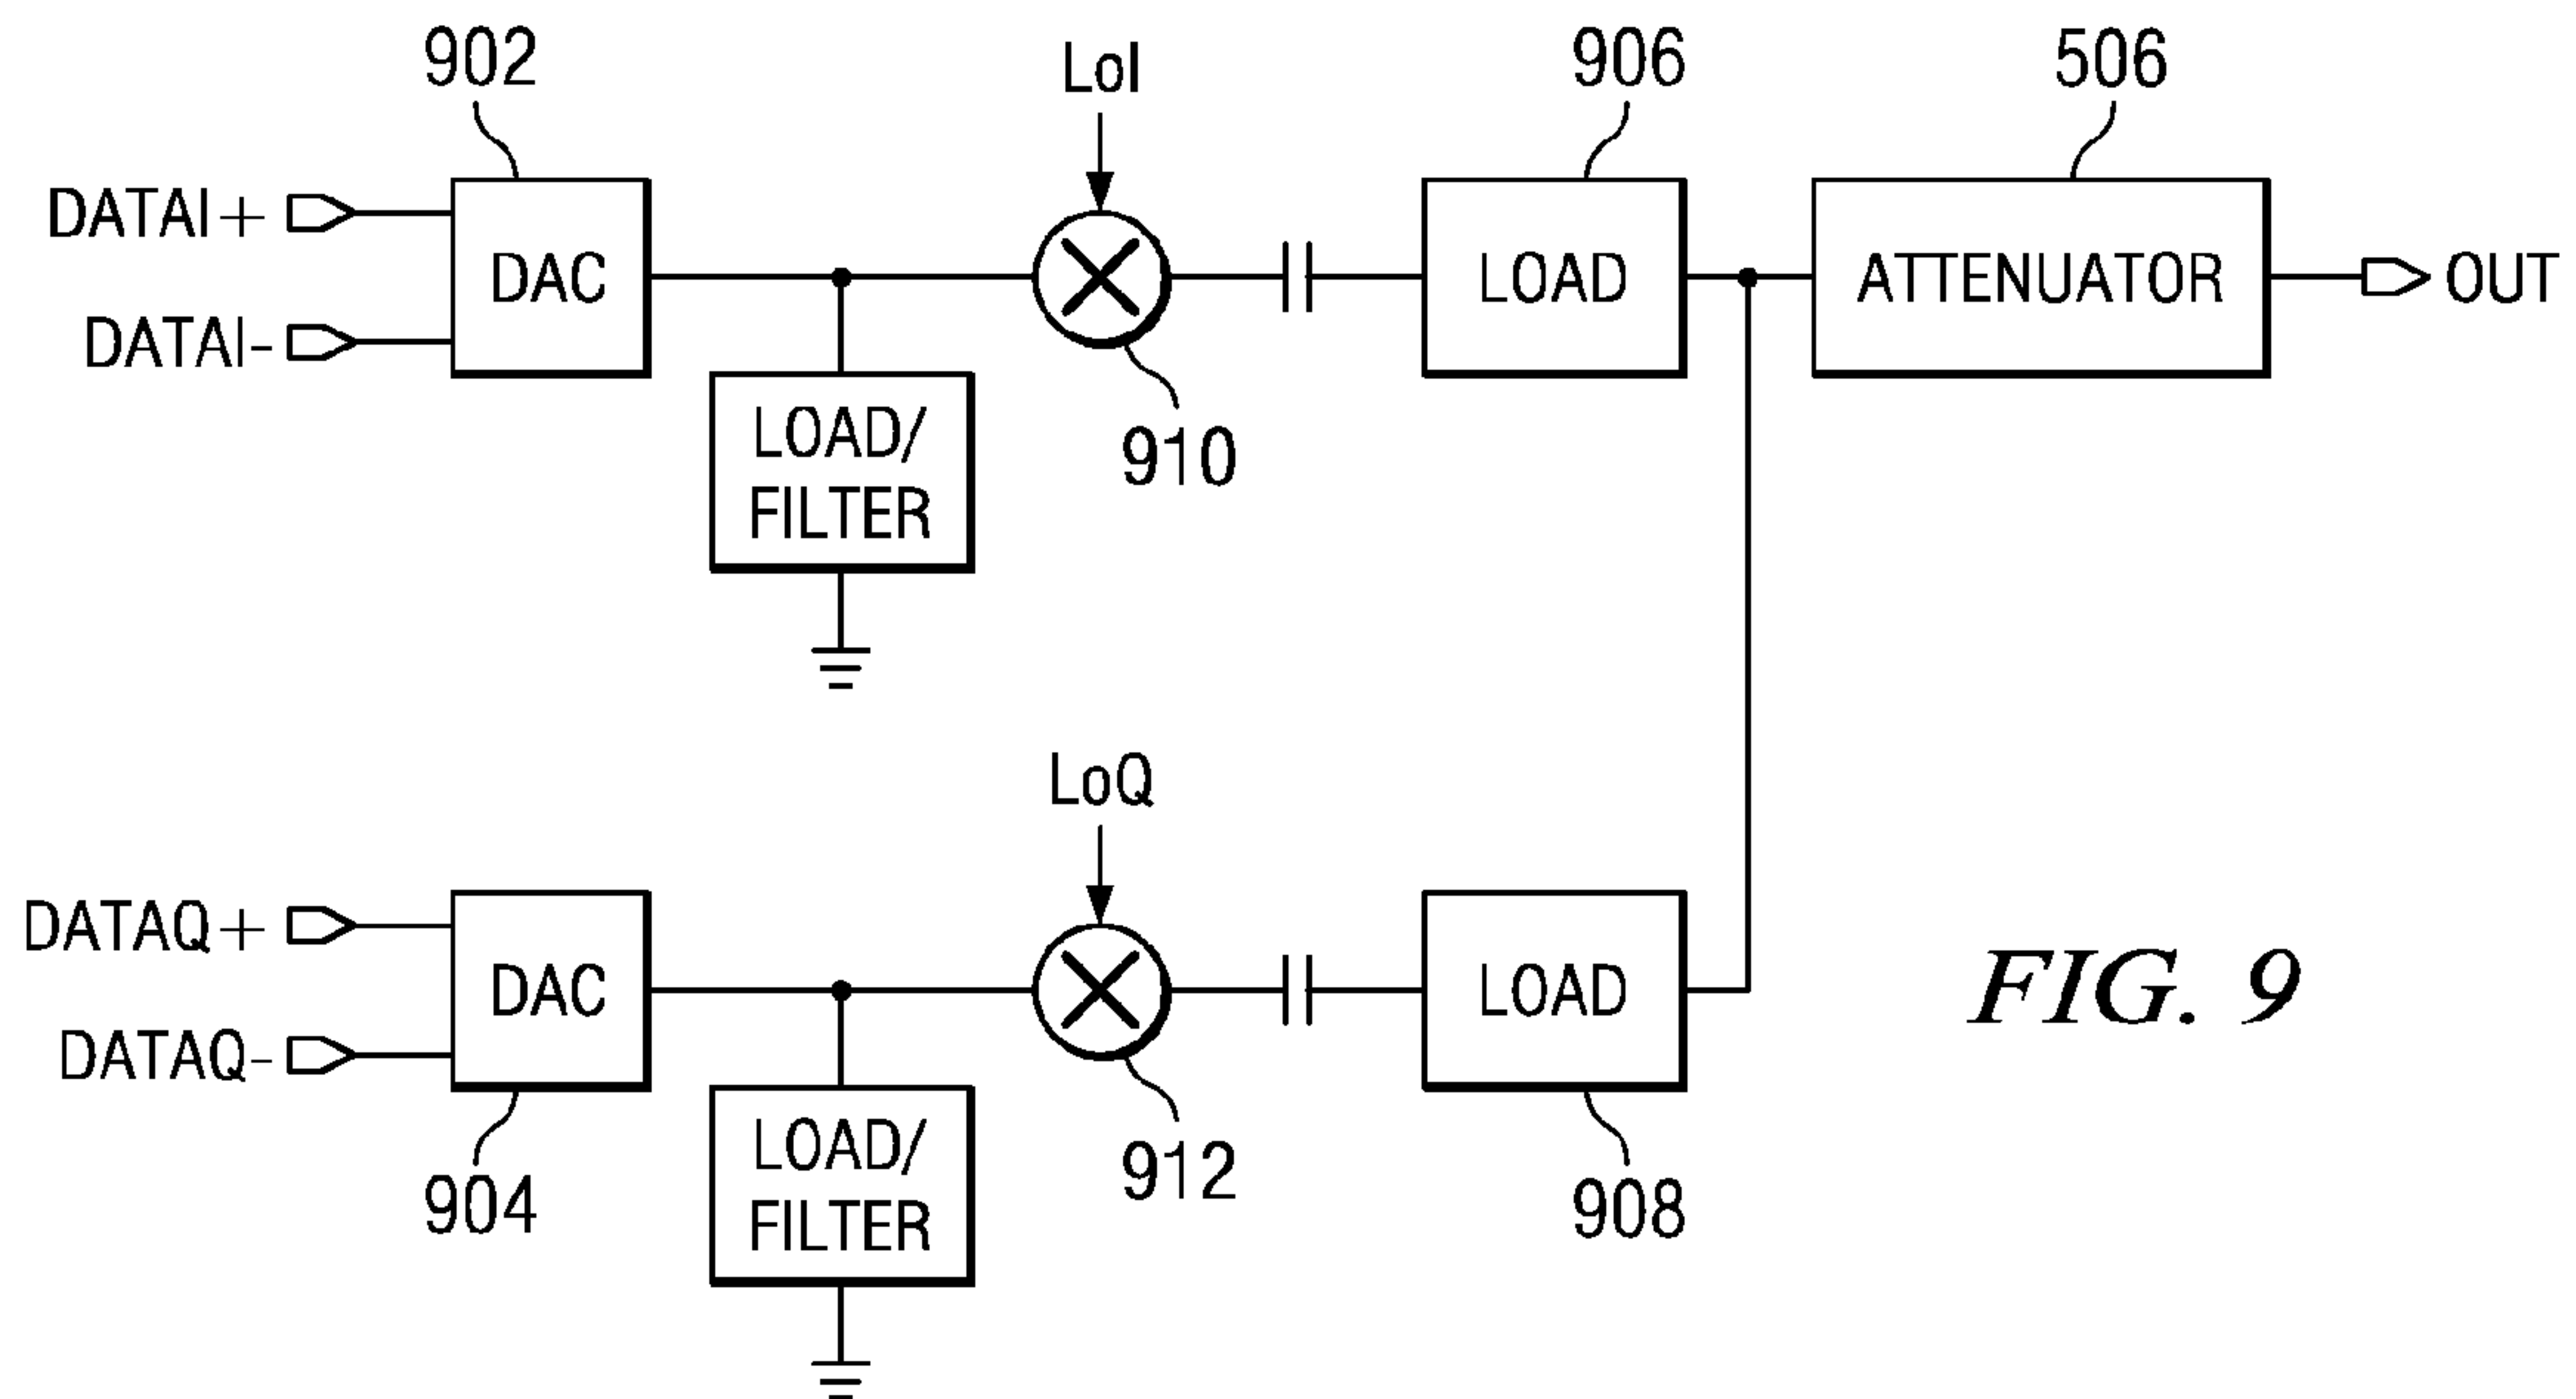 902
LoI
906
506
DATAI+
DAC
LOAD
ATTENUATOR
OUT
DATAI-
LOAD/
FILTER
910
LoQ
DATAQ+
DAC
LOAD
FIG. 9
DATAQ-
LOAD/
FILTER
904
912
908